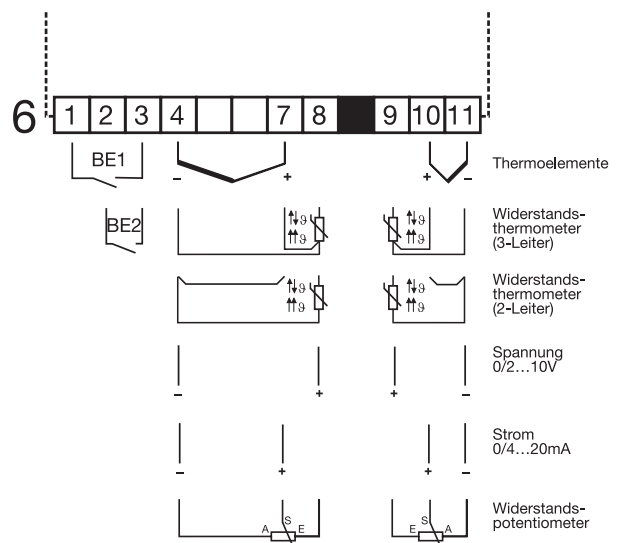 6 1 2 3 4 7 8 9 10 11
BE1
− + + −
Thermoelemente
BE2
ϑ ϑ
ϑ ϑ
Widerstands-
thermometer
(3-Leiter)
ϑ ϑ
ϑ ϑ
Widerstands-
thermometer
(2-Leiter)
Spannung
0/2...10V
− + + −
Strom
0/4...20mA
− + + −
A S E E S A
Widerstands-
potentiometer